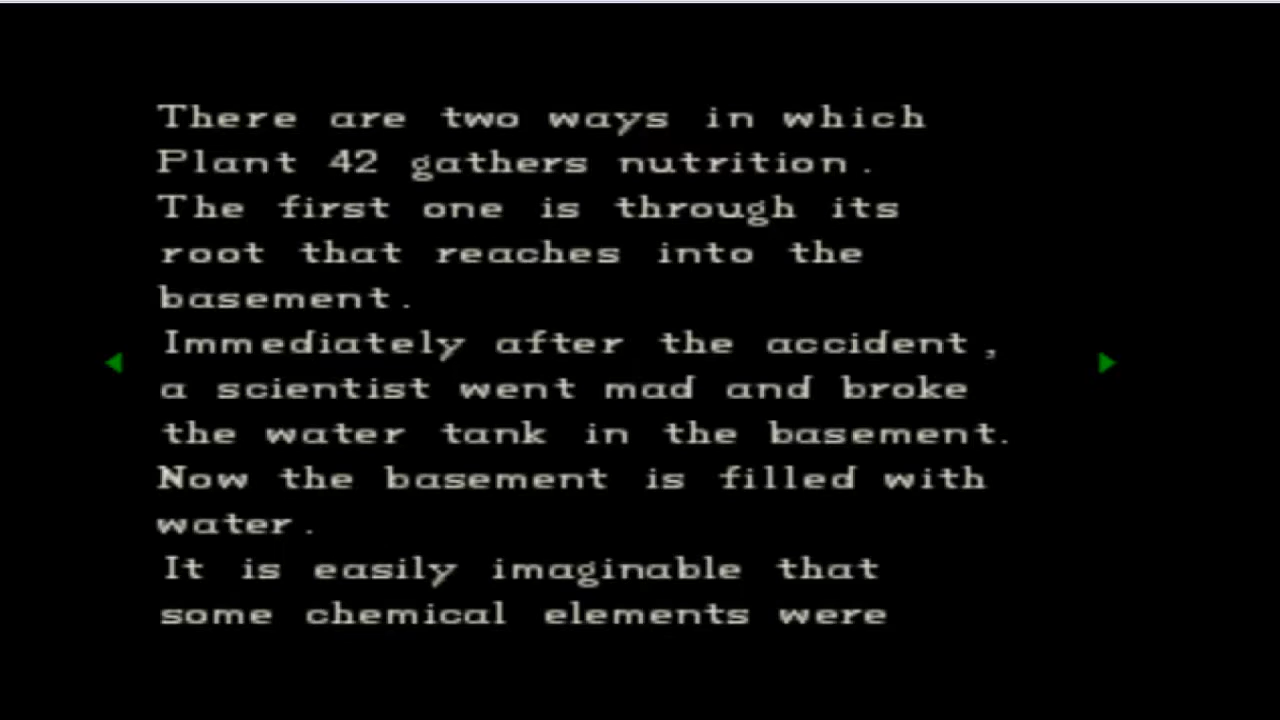 There are two ways in which
Plant 42 gathers nutrition.
The first one is through its
root that reaches into the
basement.
Immediately after the accident,
a scientist went mad and broke
the water tank in the basement.
Now the basement is filled with
water.
It is easily imaginable that
some chemical elements were